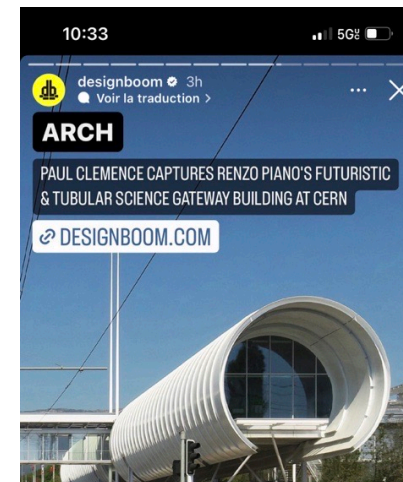 10:33
5G
db
designboom 3h
Voir la traduction >
ARCH
PAUL CLEMENCE CAPTURES RENZO PIANO'S FUTURISTIC
& TUBULAR SCIENCE GATEWAY BUILDING AT CERN
DESIGNBOOM.COM